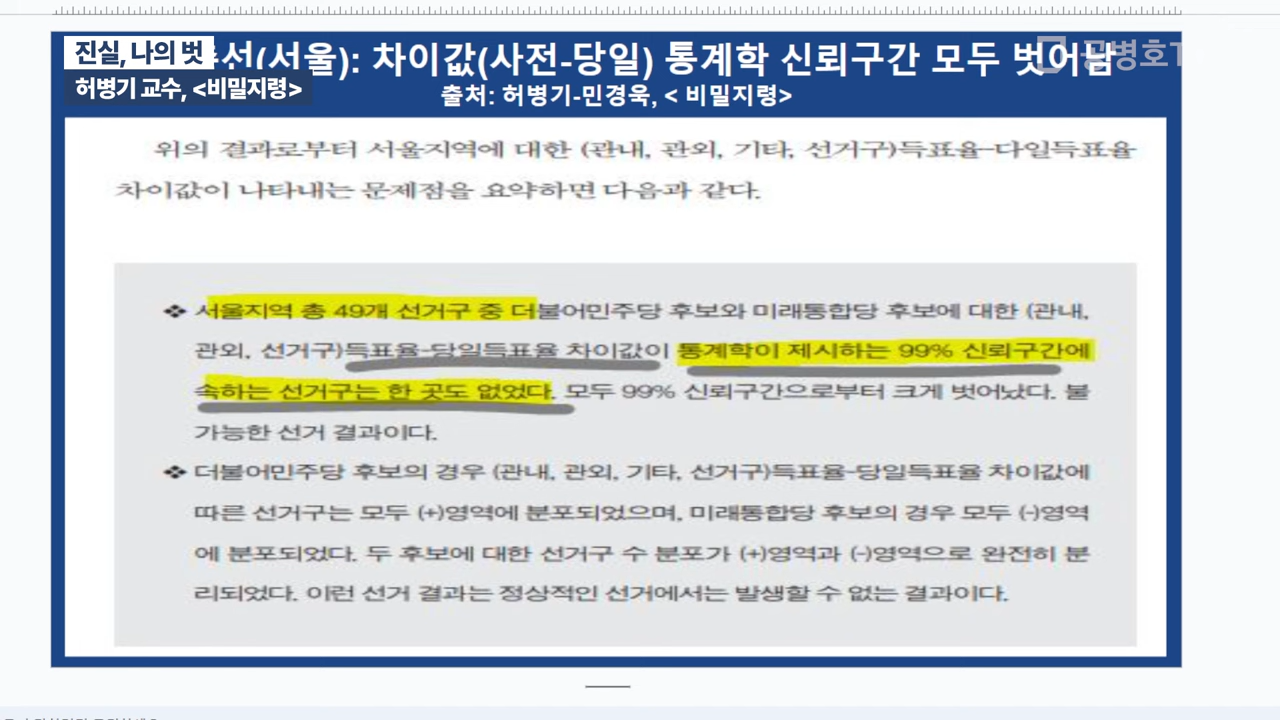 진실, 나의 벗
허병기 교수, <비밀지령>
선(서울): 차이값(사전-당일) 통계학 신뢰구간 모두 벗어남
공병호T
출처: 허병기-민경욱, < 비밀지령>
위의 결과로부터 서울지역에 대한 (관내, 관외, 기타, 선거구)득표율-다일득표율
차이값이 나타내는 문제점을 요약하면 다음과 같다.
❖ 서울지역 총 49개 선거구 중 더불어민주당 후보와 미래통합당 후보에 대한 (관내,
관외, 선거구)득표율-당일득표율 차이값이 통계학이 제시하는 99% 신뢰구간에
속하는 선거구는 한 곳도 없었다. 모두 99% 신뢰구간으로부터 크게 벗어났다. 불
가능한 선거 결과이다.
❖ 더불어민주당 후보의 경우 (관내, 관외, 기타, 선거구)득표율-당일득표율 차이값에
따른 선거구는 모두 (+)영역에 분포되었으며, 미래통합당 후보의 경우 모두 (-)영역
에 분포되었다. 두 후보에 대한 선거구 수 분포가 (+)영역과 (-)영역으로 완전히 분
리되었다. 이런 선거 결과는 정상적인 선거에서는 발생할 수 없는 결과이다.